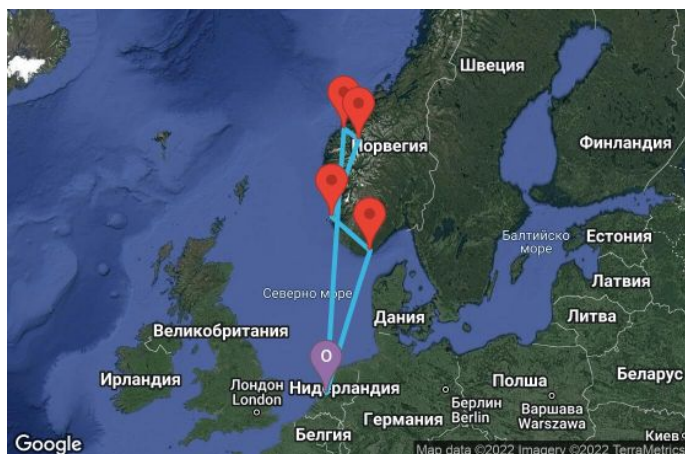 Швеция
Норвегия
Финландия
Балтийско
море
Естония
Северно море
Латвия
Дания
Литва
Великобритания
Ирландия
Лондон
London
O
Нидерландия
Полша
Беларус
Берлин
Berlin
Варшава
Warszawa
Германия
Белгия
Киев
Google
Map data ©2022 Imagery ©2022 TerraMetrics